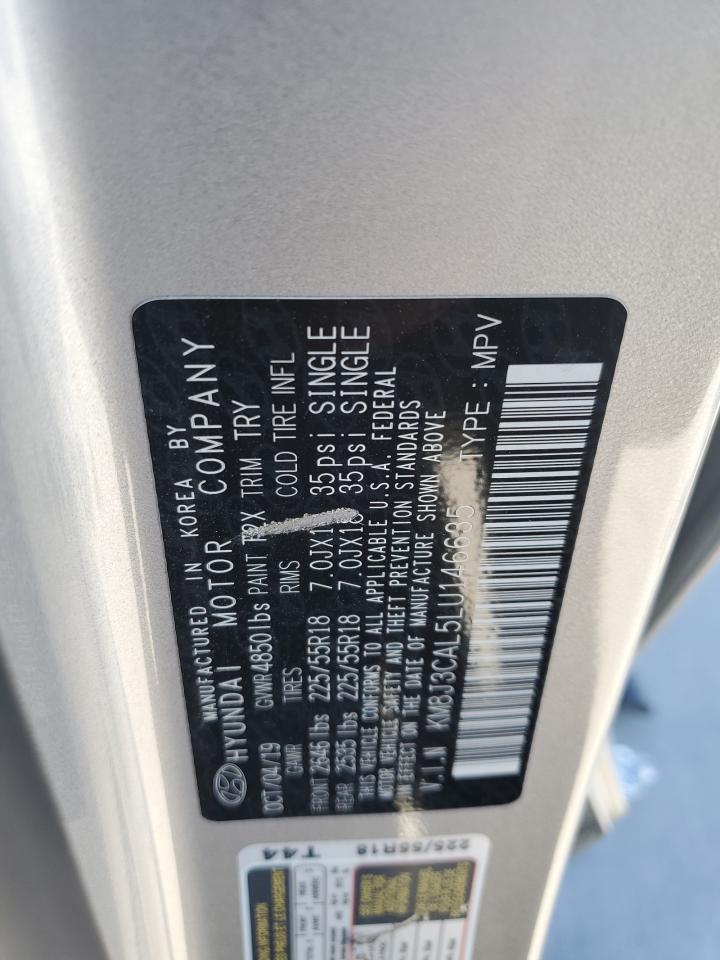 MANUFACTURED IN KOREA BY
HYUNDAI MOTOR COMPANY
OCT/04/19 GVWR 4850 lbs PAINT TRIM TRY
GAWR TIRES RIMS COLD TIRE INFL
FRONT 2646 lbs 225/55R18 7.0JX18 35psi SINGLE
REAR 2535 lbs 225/55R18 7.0JX18 35psi SINGLE
THIS VEHICLE CONFORMS TO ALL APPLICABLE U.S.A. FEDERAL
MOTOR VEHICLE SAFETY AND THEFT PREVENTION STANDARDS
IN EFFECT ON THE DATE OF MANUFACTURE SHOWN ABOVE
V.I.N KM8J3CAL5LU146635 TYPE : MPV
T44
225/55R18